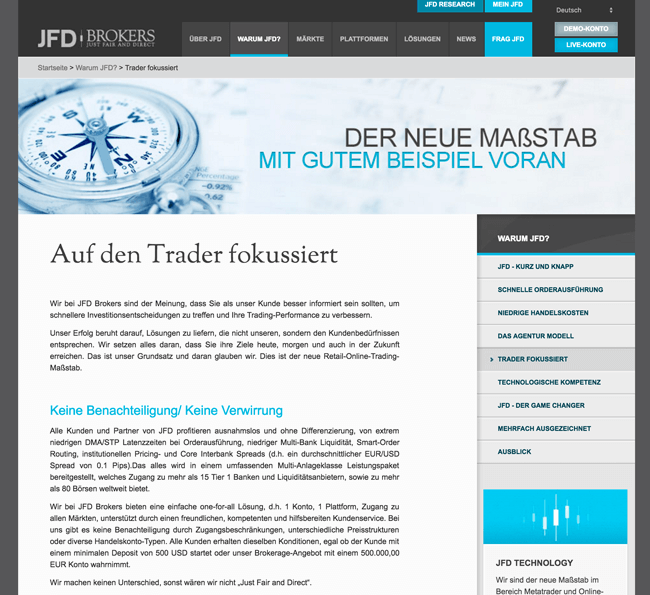 JFD RESEARCH
MEIN JFD
Deutsch
JFD BROKERS
JUST FAIR AND DIRECT
ÜBER JFD
WARUM JFD?
MÄRKTE
PLATTFORMEN
LÖSUNGEN
NEWS
FRAG JFD
DEMO-KONTO
LIVE-KONTO
Startseite > Warum JFD? > Trader fokussiert
DER NEUE MAßSTAB
MIT GUTEM BEISPIEL VORAN
-0.92%
Auf den Trader fokussiert
Wir bei JFD Brokers sind der Meinung, dass Sie als unser Kunde besser informiert sein sollten, um
schnellere Investitionsentscheidungen zu treffen und Ihre Trading-Performance zu verbessern.
Unser Erfolg beruht darauf, Lösungen zu liefern, die nicht unseren, sondern den Kundenbedürfnissen
entsprechen. Wir setzen alles daran, dass Sie ihre Ziele heute, morgen und auch in der Zukunft
erreichen. Das ist unser Grundsatz und daran glauben wir. Dies ist der neue Retail-Online-Trading-
Maßstab.
Keine Benachteiligung/ Keine Verwirrung
Alle Kunden und Partner von JFD profitieren ausnahmslos und ohne Differenzierung, von extrem
niedrigen DMA/STP Latenzzeiten bei Orderausführung, niedriger Multi-Bank Liquidität, Smart-Order
Routing, institutionellen Pricing- und Core Interbank Spreads (d.h. ein durchschnittlicher EUR/USD
Spread von 0.1 Pips).Das alles wird in einem umfassenden Multi-Anlageklasse Leistungspaket
bereitgestellt, welches Zugang zu mehr als 15 Tier 1 Banken und Liquiditätsanbietern, sowie zu mehr
als 80 Börsen weltweit bietet.
Wir bei JFD Brokers bieten eine einfache one-for-all Lösung, d.h. 1 Konto, 1 Plattform, Zugang zu
allen Märkten, unterstützt durch einen freundlichen, kompetenten und hilfsbereiten Kundenservice. Bei
uns gibt es keine Benachteiligung durch Zugangsbeschränkungen, unterschiedliche Preisstrukturen
oder diverse Handelskonto-Typen. Alle Kunden erhalten dieselben Konditionen, egal ob der Kunde mit
einem minimalen Deposit von 500 USD startet oder unser Brokerage-Angebot mit einem 500.000,00
EUR Konto wahrnimmt.
Wir machen keinen Unterschied, sonst wären wir nicht „Just Fair and Direct".
WARUM JFD?
JFD - KURZ UND KNAPP
SCHNELLE ORDERAUSFÜHRUNG
NIEDRIGE HANDELSKOSTEN
DAS AGENTUR MODELL
TRADER FOKUSSIERT
TECHNOLOGISCHE KOMPETENZ
JFD - DER GAME CHANGER
MEHRFACH AUSGEZEICHNET
AUSBLICK
JFD TECHNOLOGY
Wir sind der neue Maßstab im
Bereich Metatrader und Online-